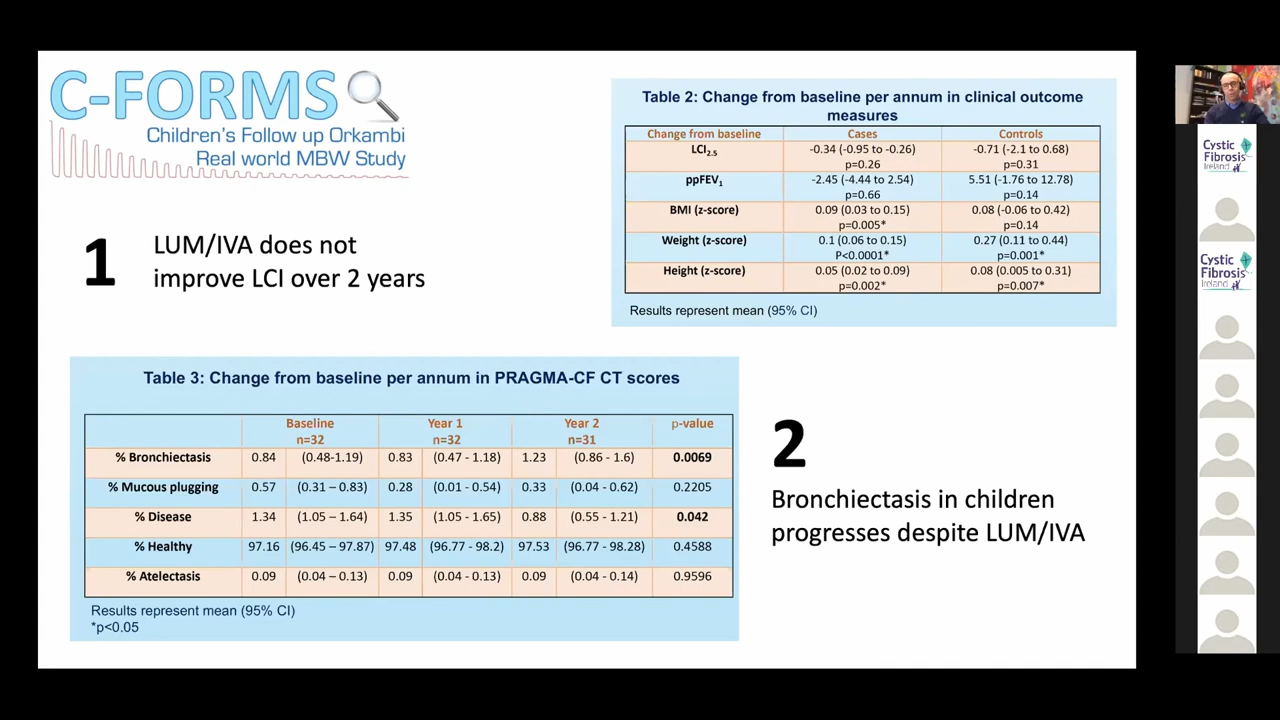 C-FORMS
Children's Follow up Orkambi
Real world MBW Study
1
LUM/IVA does not
improve LCI over 2 years
Table 2: Change from baseline per annum in clinical outcome
measures
Change from baseline Cases Controls
LCI2.5 -0.34 (-0.95 to -0.26) -0.71 (-2.1 to 0.68)
p=0.26 p=0.31
ppFEV1 -2.45 (-4.44 to 2.54) 5.51 (-1.76 to 12.78)
p=0.66 p=0.14
BMI (z-score) 0.09 (0.03 to 0.15) 0.08 (-0.06 to 0.42)
p=0.005* p=0.14
Weight (z-score) 0.1 (0.06 to 0.15) 0.27 (0.11 to 0.44)
P<0.0001* p=0.001*
Height (z-score) 0.05 (0.02 to 0.09) 0.08 (0.005 to 0.31)
p=0.002* p=0.007*
Results represent mean (95% CI)
Table 3: Change from baseline per annum in PRAGMA-CF CT scores
Baseline Year 1 Year 2 p-value
n=32 n=32 n=31
% Bronchiectasis 0.84 (0.48-1.19) 0.83 (0.47 - 1.18) 1.23 (0.86 - 1.6) 0.0069
% Mucous plugging 0.57 (0.31 – 0.83) 0.28 (0.01 - 0.54) 0.33 (0.04 - 0.62) 0.2205
% Disease 1.34 (1.05 – 1.64) 1.35 (1.05 - 1.65) 0.88 (0.55 - 1.21) 0.042
% Healthy 97.16 (96.45 – 97.87) 97.48 (96.77 - 98.2) 97.53 (96.77 - 98.28) 0.4588
% Atelectasis 0.09 (0.04 – 0.13) 0.09 (0.04 - 0.13) 0.09 (0.04 - 0.14) 0.9596
Results represent mean (95% CI)
*p<0.05
2
Bronchiectasis in children
progresses despite LUM/IVA
Cystic
Fibrosis
Ireland
Cystic
Fibrosis
Ireland